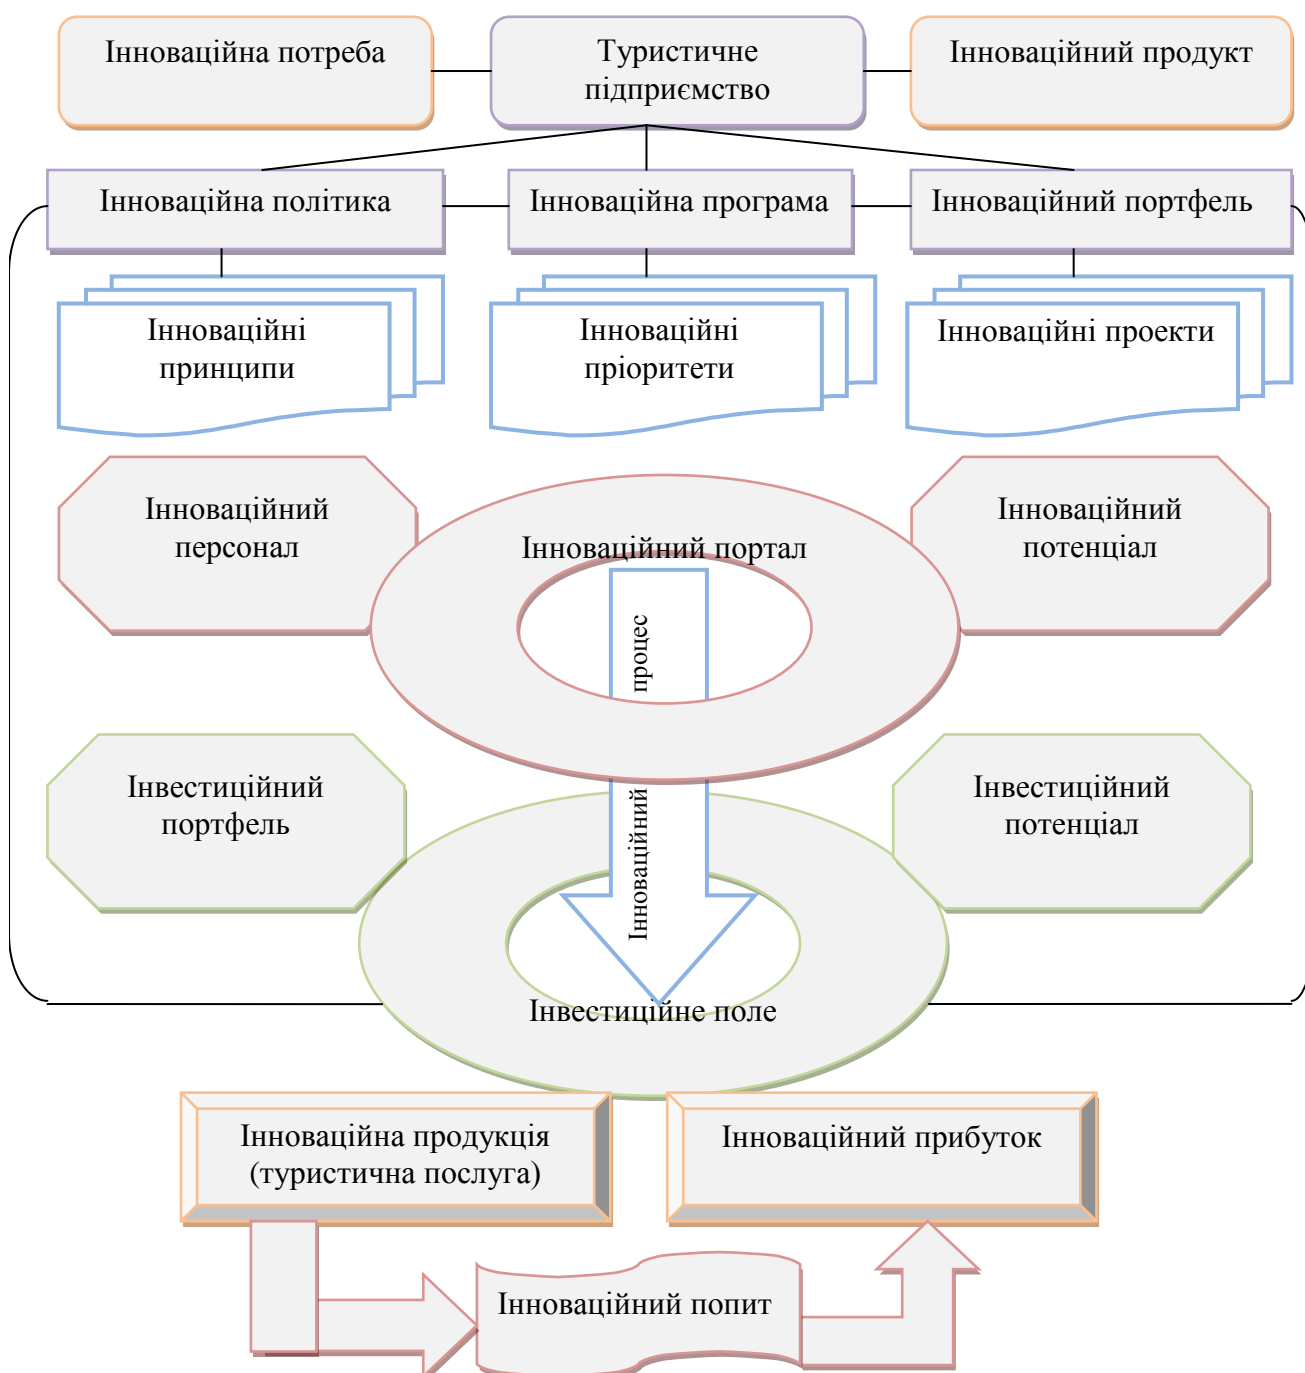 Інноваційна потреба
Туристичне
підприємство
Інноваційний продукт
Інноваційна політика
Інноваційна програма
Інноваційний портфель
Інноваційні
принципи
Інноваційні
пріоритети
Інноваційні проекти
Інноваційний
персонал
Інноваційний портал
Інноваційний
потенціал
Інноваційний процес
Інвестиційний
портфель
Інвестиційний
потенціал
Інвестиційне поле
Інноваційна продукція
(туристична послуга)
Інноваційний прибуток
Інноваційний попит